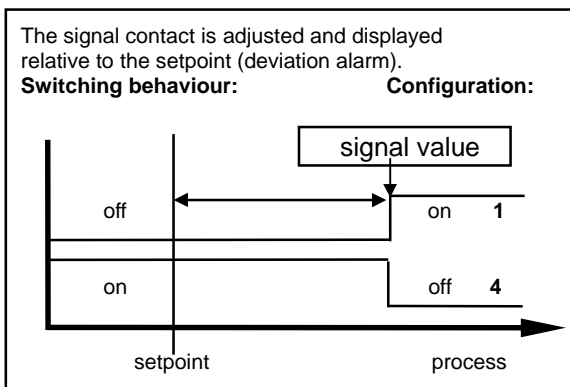 The signal contact is adjusted and displayed
relative to the setpoint (deviation alarm).
Switching behaviour: Configuration:
signal value
off on 1
on off 4
setpoint process